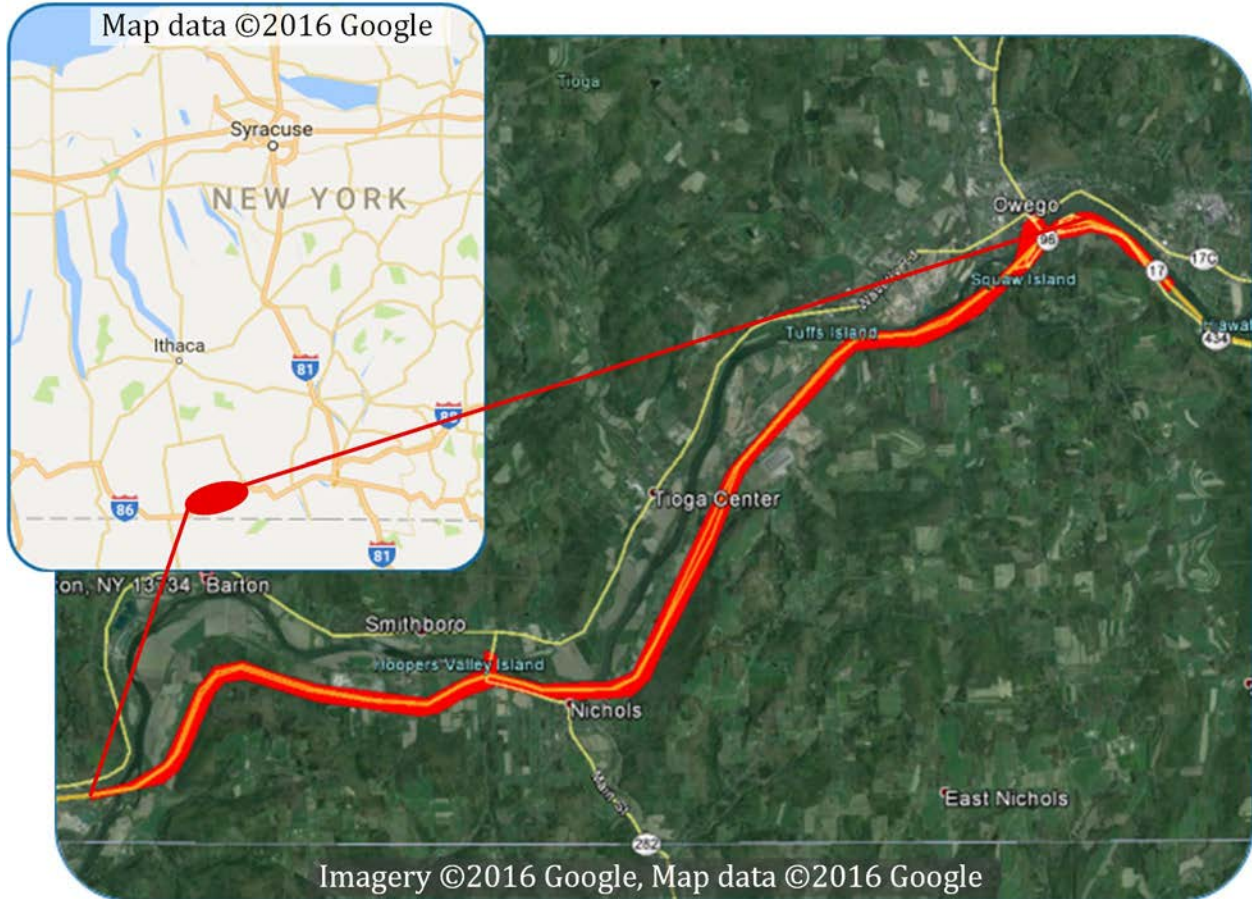 Map data ©2016 Google
Syracuse
NEW YORK
Ithaca
81
88
86
81
Tioga
Owego
96
17C
17
Squaw Island
434
Tuffs Island
Tioga Center
on, NY 13734 Barton
Smithboro
Hoopers Valley Island
Nichols
Main St
East Nichols
282
Imagery ©2016 Google, Map data ©2016 Google